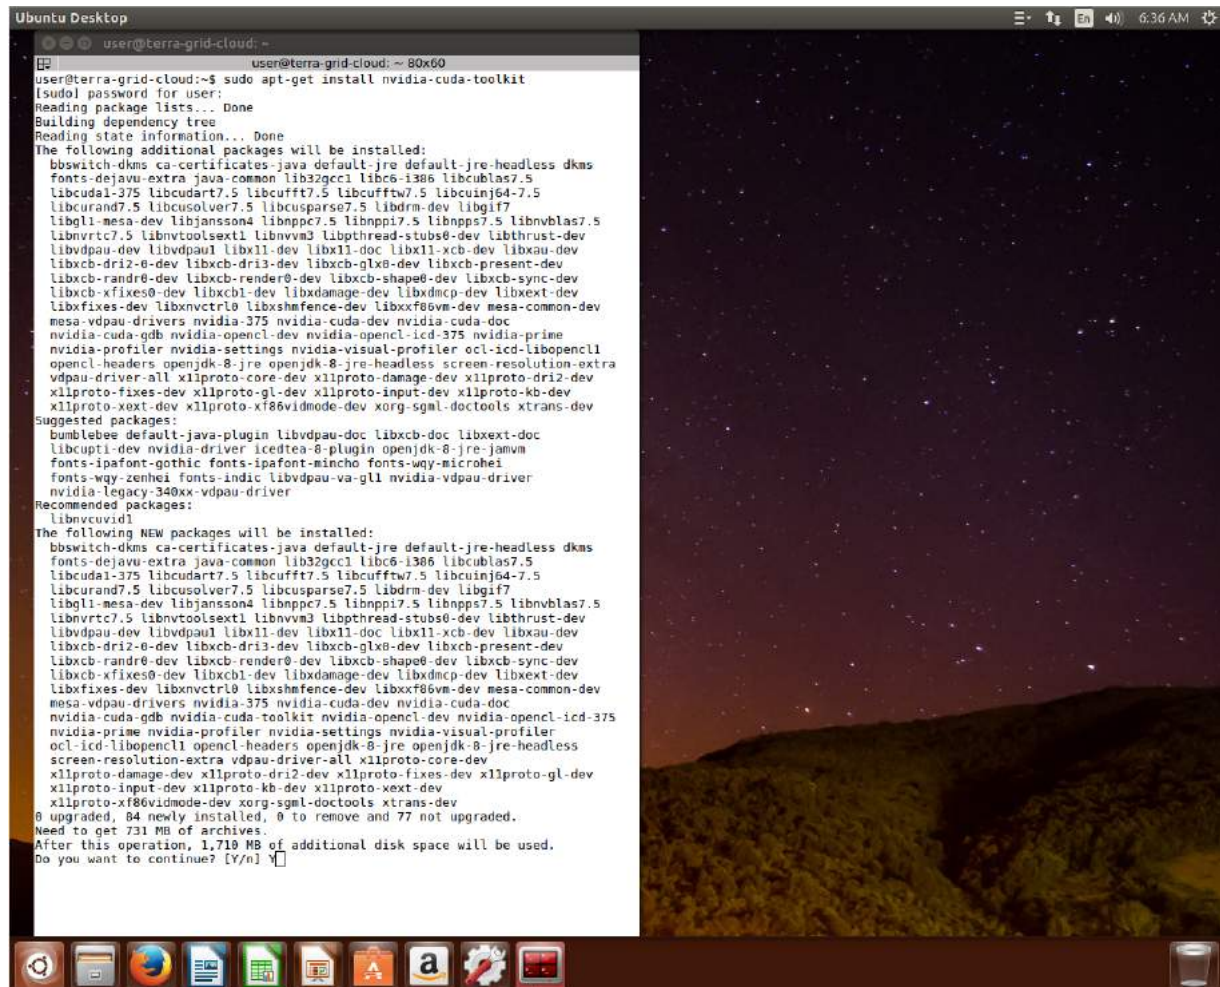 Ubuntu Desktop
En
6:36 AM
user@terra-grid-cloud: ~
user@terra-grid-cloud: ~ 80x60
user@terra-grid-cloud:~$ sudo apt-get install nvidia-cuda-toolkit
[sudo] password for user:
Reading package lists... Done
Building dependency tree
Reading state information... Done
The following additional packages will be installed:
bbswitch-dkms ca-certificates-java default-jre default-jre-headless dkms
fonts-dejavu-extra java-common lib32gcc1 libc6-i386 libcublas7.5
libcuda1-375 libcudart7.5 libcufft7.5 libcufftw7.5 libcuinj64-7.5
libcurand7.5 libcusolver7.5 libcusparse7.5 libdrm-dev libgif7
libgl1-mesa-dev libjansson4 libnppc7.5 libnppi7.5 libnpps7.5 libnvblas7.5
libnvrtc7.5 libnvtoolsext1 libnvvm3 libpthread-stubs0-dev libthrust-dev
libvdpau-dev libvdpau1 libx11-dev libx11-doc libx11-xcb-dev libxau-dev
libxcb-dri2-0-dev libxcb-dri3-dev libxcb-glx0-dev libxcb-present-dev
libxcb-randr0-dev libxcb-render0-dev libxcb-shape0-dev libxcb-sync-dev
libxcb-xfixes0-dev libxcb1-dev libxdamage-dev libxdmcp-dev libxext-dev
libxfixes-dev libxnvctrl0 libxshmfence-dev libxxf86vm-dev mesa-common-dev
mesa-vdpau-drivers nvidia-375 nvidia-cuda-dev nvidia-cuda-doc
nvidia-cuda-gdb nvidia-opencl-dev nvidia-opencl-icd-375 nvidia-prime
nvidia-profiler nvidia-settings nvidia-visual-profiler ocl-icd-libopencl1
opencl-headers openjdk-8-jre openjdk-8-jre-headless screen-resolution-extra
vdpau-driver-all x11proto-core-dev x11proto-damage-dev x11proto-dri2-dev
x11proto-fixes-dev x11proto-gl-dev x11proto-input-dev x11proto-kb-dev
x11proto-xext-dev x11proto-xf86vidmode-dev xorg-sgml-doctools xtrans-dev
Suggested packages:
bumblebee default-java-plugin libvdpau-doc libxcb-doc libxext-doc
libcupti-dev nvidia-driver icedtea-8-plugin openjdk-8-jre-jamvm
fonts-ipafont-gothic fonts-ipafont-mincho fonts-wqy-microhei
fonts-wqy-zenhei fonts-indic libvdpau-va-gl1 nvidia-vdpau-driver
nvidia-legacy-340xx-vdpau-driver
Recommended packages:
libnvcuvid1
The following NEW packages will be installed:
bbswitch-dkms ca-certificates-java default-jre default-jre-headless dkms
fonts-dejavu-extra java-common lib32gcc1 libc6-i386 libcublas7.5
libcuda1-375 libcudart7.5 libcufft7.5 libcufftw7.5 libcuinj64-7.5
libcurand7.5 libcusolver7.5 libcusparse7.5 libdrm-dev libgif7
libgl1-mesa-dev libjansson4 libnppc7.5 libnppi7.5 libnpps7.5 libnvblas7.5
libnvrtc7.5 libnvtoolsext1 libnvvm3 libpthread-stubs0-dev libthrust-dev
libvdpau-dev libvdpau1 libx11-dev libx11-doc libx11-xcb-dev libxau-dev
libxcb-dri2-0-dev libxcb-dri3-dev libxcb-glx0-dev libxcb-present-dev
libxcb-randr0-dev libxcb-render0-dev libxcb-shape0-dev libxcb-sync-dev
libxcb-xfixes0-dev libxcb1-dev libxdamage-dev libxdmcp-dev libxext-dev
libxfixes-dev libxnvctrl0 libxshmfence-dev libxxf86vm-dev mesa-common-dev
mesa-vdpau-drivers nvidia-375 nvidia-cuda-dev nvidia-cuda-doc
nvidia-cuda-gdb nvidia-cuda-toolkit nvidia-opencl-dev nvidia-opencl-icd-375
nvidia-prime nvidia-profiler nvidia-settings nvidia-visual-profiler
ocl-icd-libopencl1 opencl-headers openjdk-8-jre openjdk-8-jre-headless
screen-resolution-extra vdpau-driver-all x11proto-core-dev
x11proto-damage-dev x11proto-dri2-dev x11proto-fixes-dev x11proto-gl-dev
x11proto-input-dev x11proto-kb-dev x11proto-xext-dev
x11proto-xf86vidmode-dev xorg-sgml-doctools xtrans-dev
0 upgraded, 84 newly installed, 0 to remove and 77 not upgraded.
Need to get 731 MB of archives.
After this operation, 1,710 MB of additional disk space will be used.
Do you want to continue? [Y/n] Y